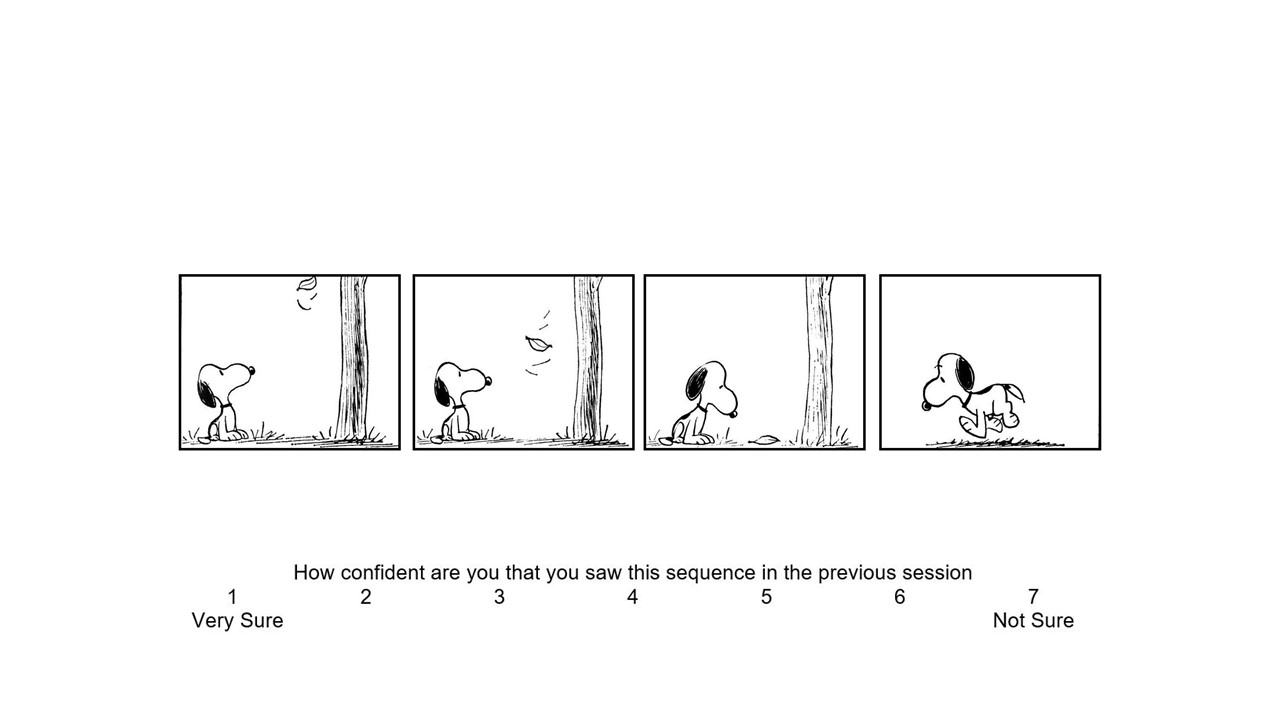 How confident are you that you saw this sequence in the previous session
1 2 3 4 5 6 7
Very Sure Not Sure